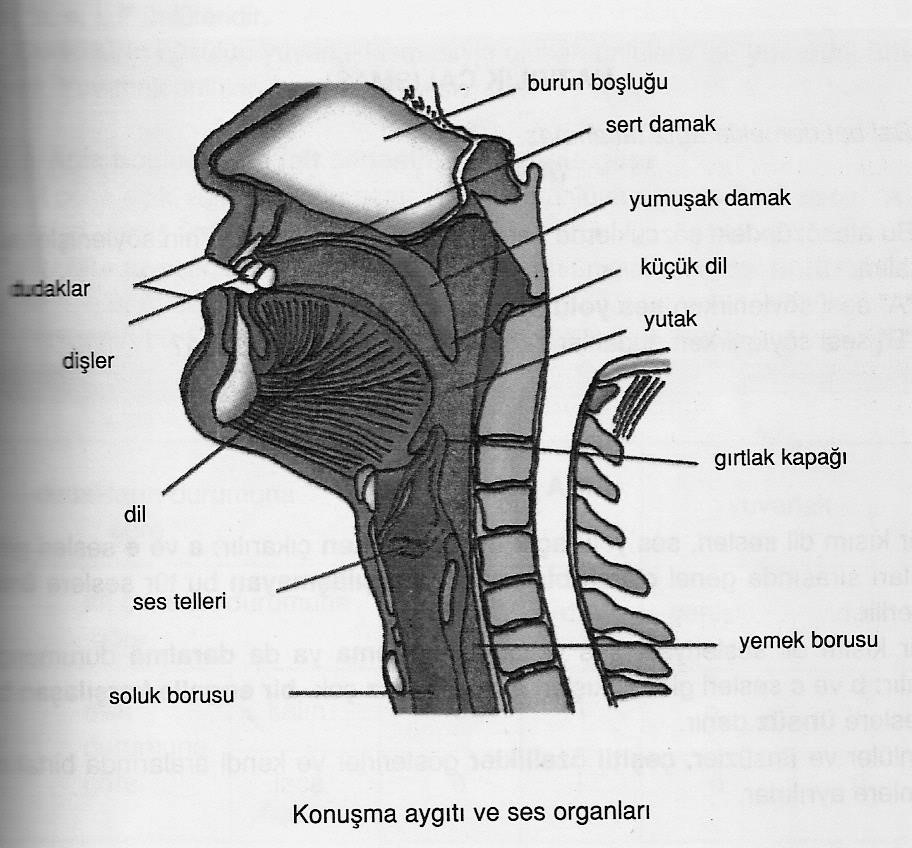 burun boşluğu
sert damak
yumuşak damak
küçük dil
yutak
dudaklar
dişler
gırtlak kapağı
dil
ses telleri
yemek borusu
soluk borusu
Konuşma aygıtı ve ses organları